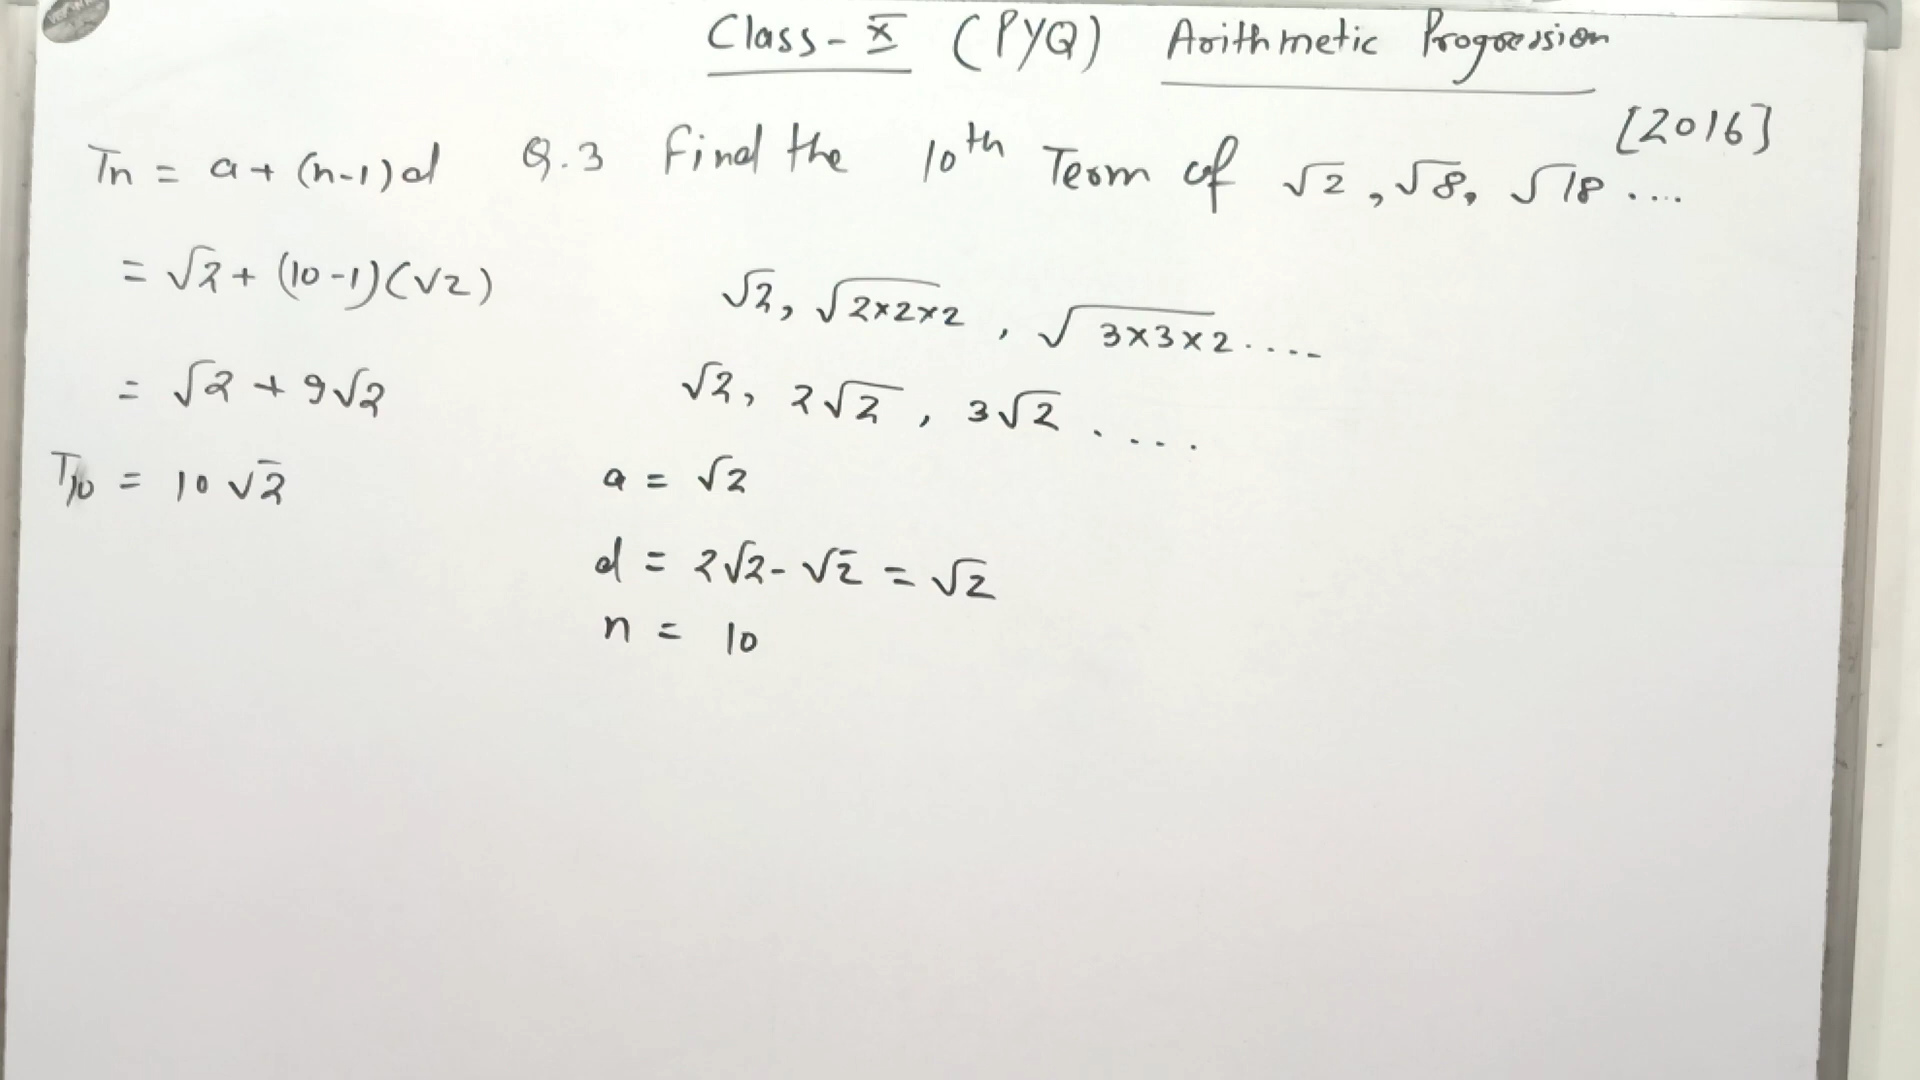 Class - X (PYQ) Arithmetic Progression
[2016]
Q.3 Find the 10th Term of √2, √8, √18 ....
√2, √2×2×2, √3×3×2 ....
√2, 2√2, 3√2 ....
a = √2
d = 2√2 - √2 = √2
n = 10
Tn = a + (n-1)d
= √2 + (10-1)(√2)
= √2 + 9√2
T10 = 10√2